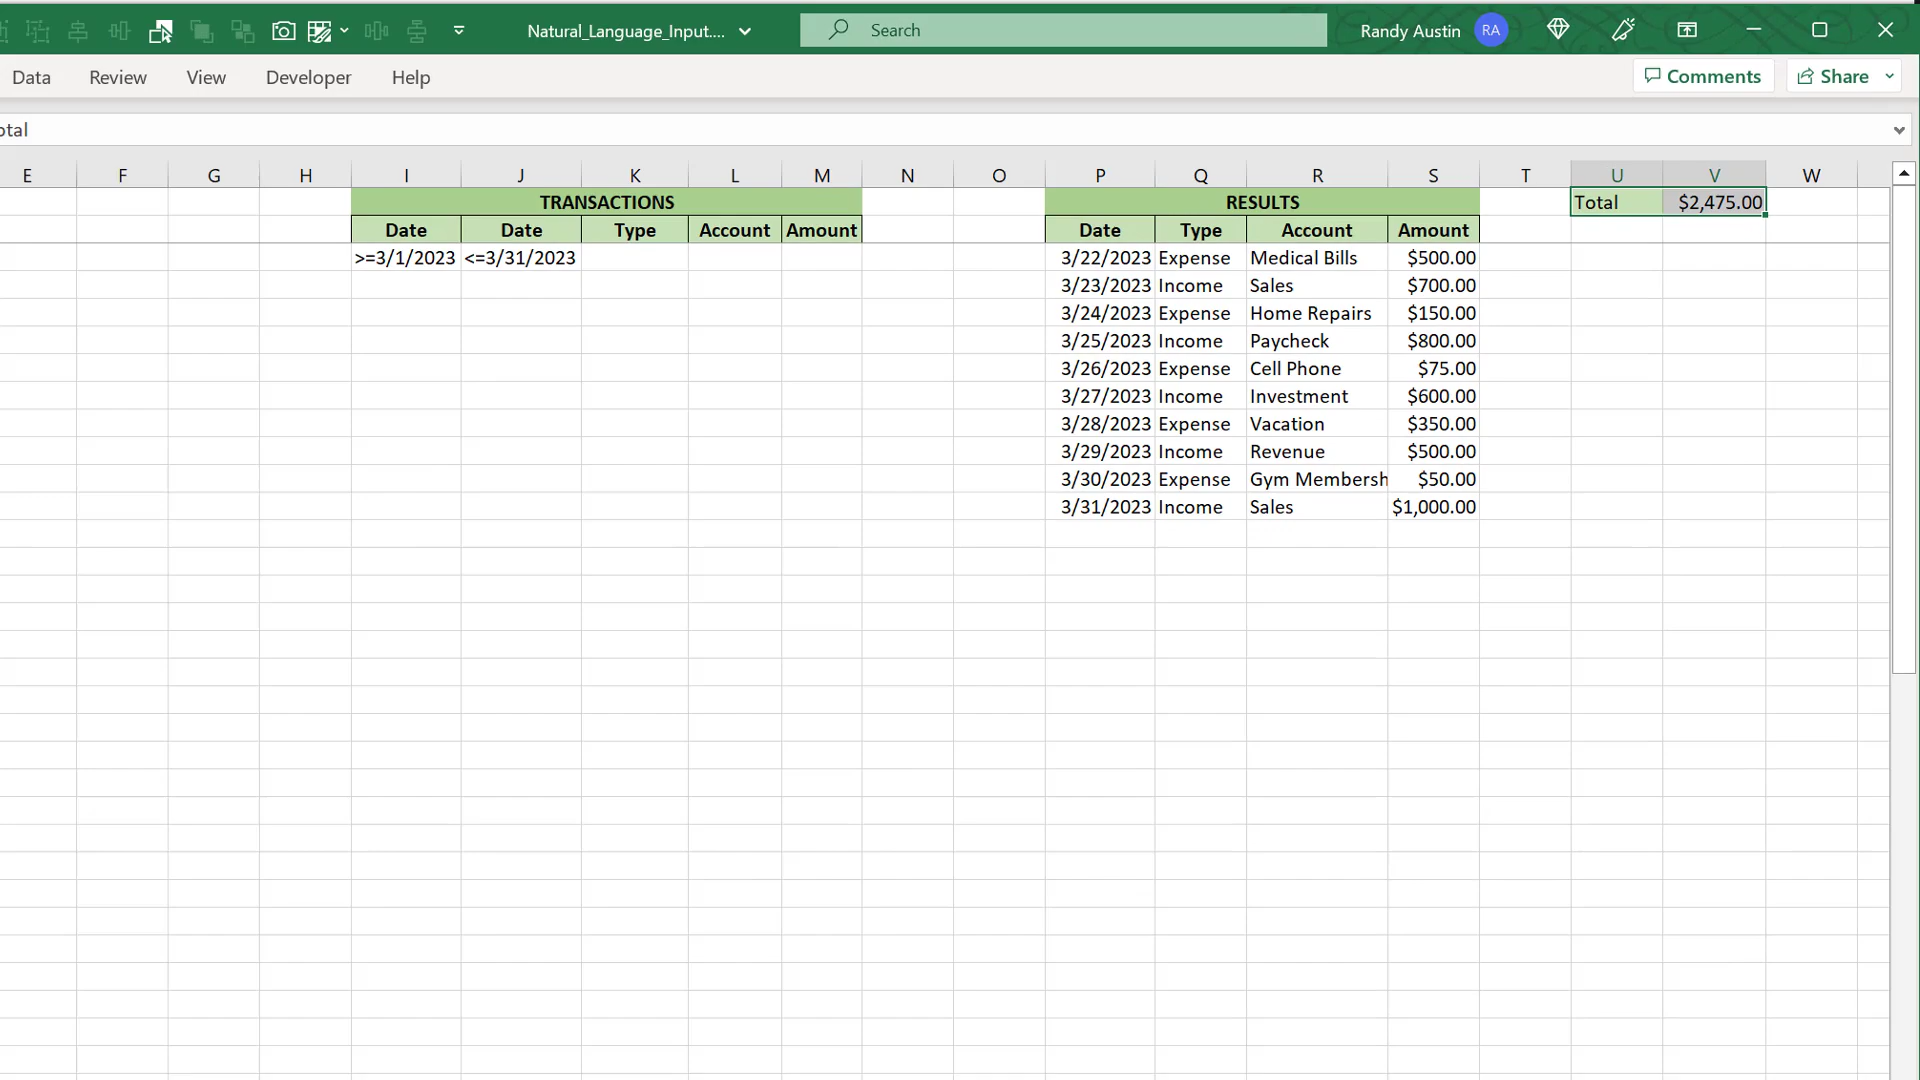 Natural_Language_Input....
Search
Randy Austin
RA
Data Review View Developer Help
Comments
Share
otal
E F G H I J K L M N O P Q R S T U V W
TRANSACTIONS RESULTS Total $2,475.00
Date Date Type Account Amount Date Type Account Amount
>=3/1/2023 <=3/31/2023 3/22/2023 Expense Medical Bills $500.00
3/23/2023 Income Sales $700.00
3/24/2023 Expense Home Repairs $150.00
3/25/2023 Income Paycheck $800.00
3/26/2023 Expense Cell Phone $75.00
3/27/2023 Income Investment $600.00
3/28/2023 Expense Vacation $350.00
3/29/2023 Income Revenue $500.00
3/30/2023 Expense Gym Membersh $50.00
3/31/2023 Income Sales $1,000.00